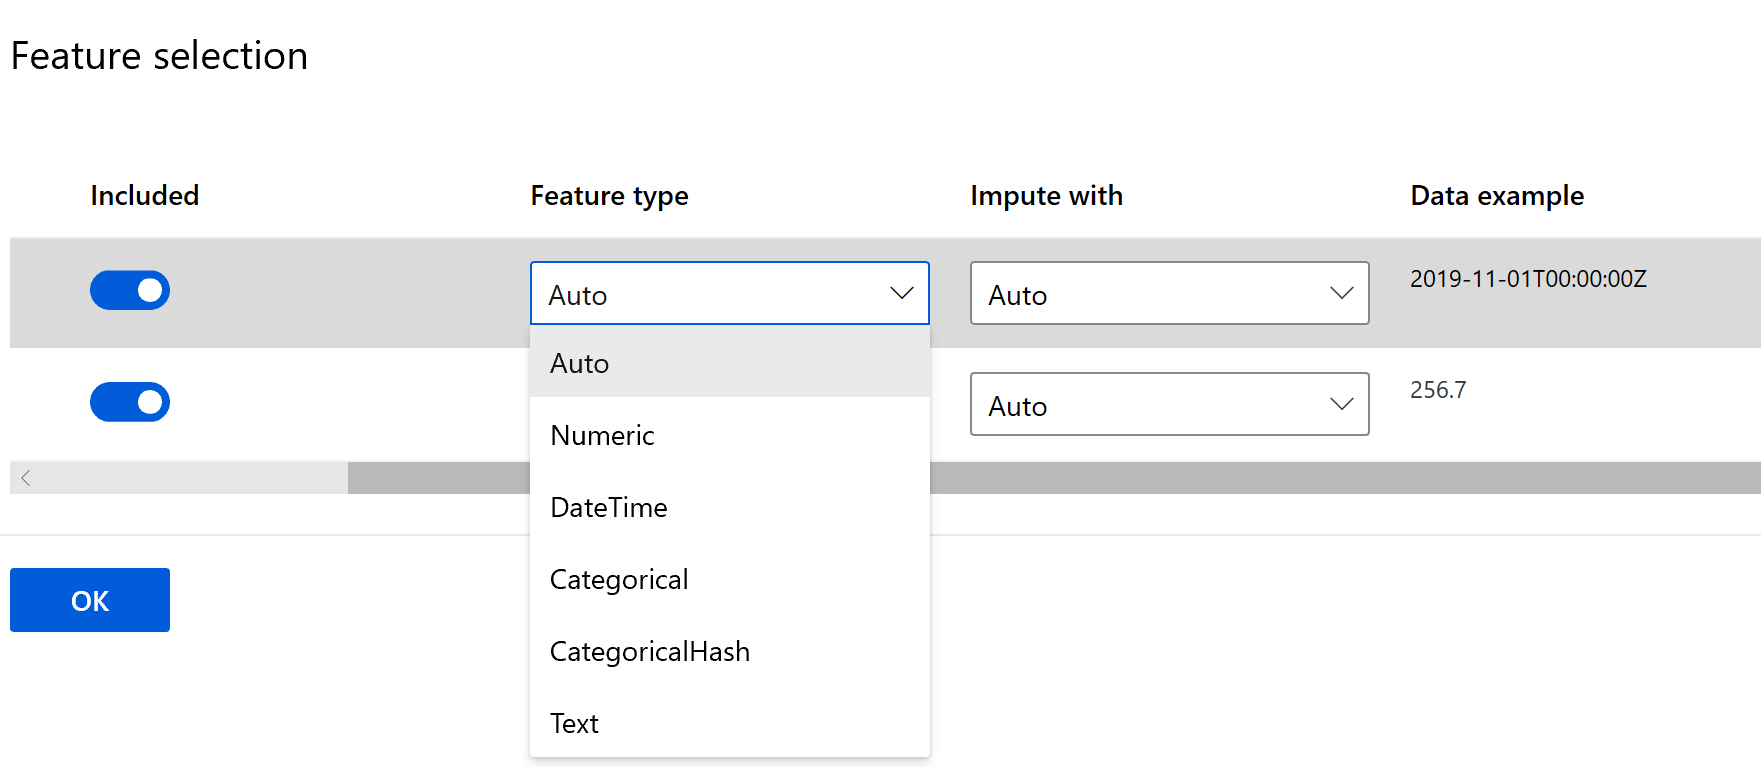 Feature selection
Included Feature type Impute with Data example
Auto Auto 2019-11-01T00:00:00Z
Auto
Auto 256.7
Numeric
DateTime
Categorical
OK
CategoricalHash
Text